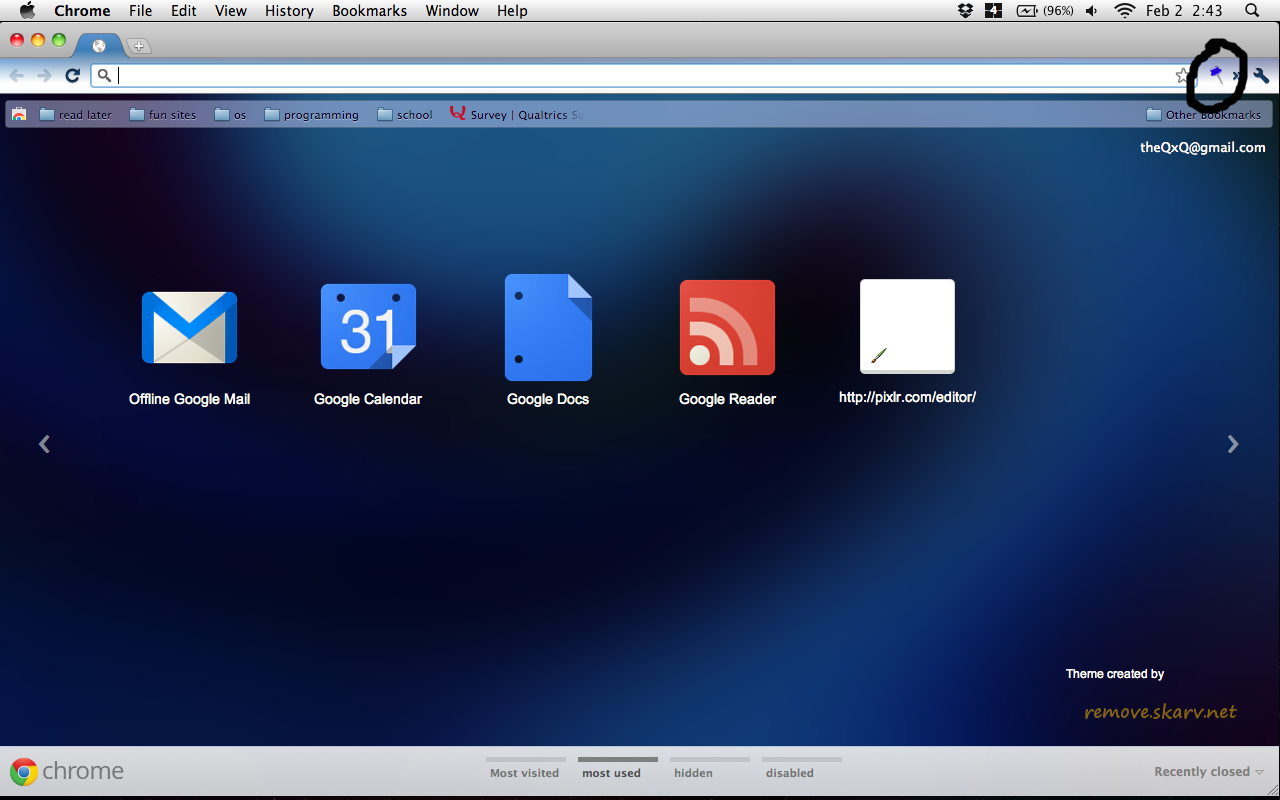 Chrome File Edit View History Bookmarks Window Help (96%) Feb 2 2:43
read later fun sites os programming school Survey | Qualtrics Su Other Bookmarks
theQxQ@gmail.com
31
Offline Google Mail Google Calendar Google Docs Google Reader http://pixlr.com/editor/
Theme created by
remove.skarv.net
chrome Most visited most used hidden disabled Recently closed